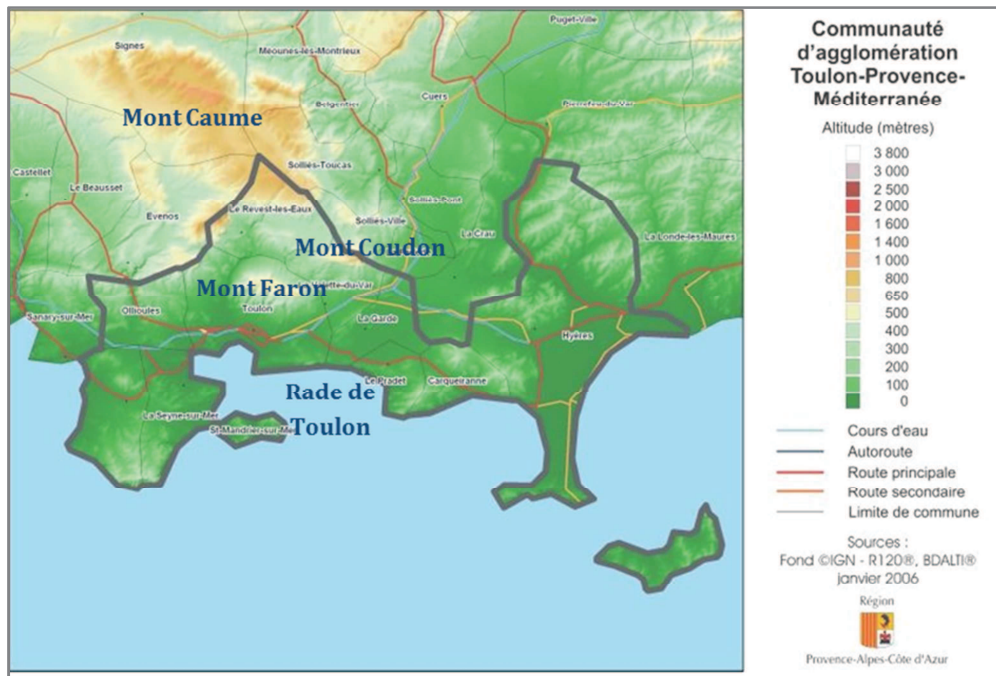 Puget-Ville
Signes
Méounes-les-Montrieux
Belgentier
Cuers
Pierrefeu-du-Var
Mont Caume
Castellet
Le Beausset
Solliès-Toucas
Evenos
Le Revest-les-Eaux
Solliès-Pont
Solliès-Ville
La Crau
La Londe-les-Maures
Mont Coudon
Mont Faron
Valette-du-Var
Sanary-sur-Mer
Ollioules
Toulon
La Garde
Hyères
Le Pradet
Carqueiranne
Rade de
Toulon
La Seyne-sur-Mer
St-Mandrier-sur-Mer
Communauté
d'agglomération
Toulon-Provence-
Méditerranée
Altitude (mètres)
3 800
3 000
2 500
2 000
1 600
1 400
1 000
800
650
500
400
300
200
100
0
Cours d'eau
Autoroute
Route principale
Route secondaire
Limite de commune
Sources :
Fond ©IGN - R120®, BDALTI®
janvier 2006
Région
Provence-Alpes-Côte d'Azur